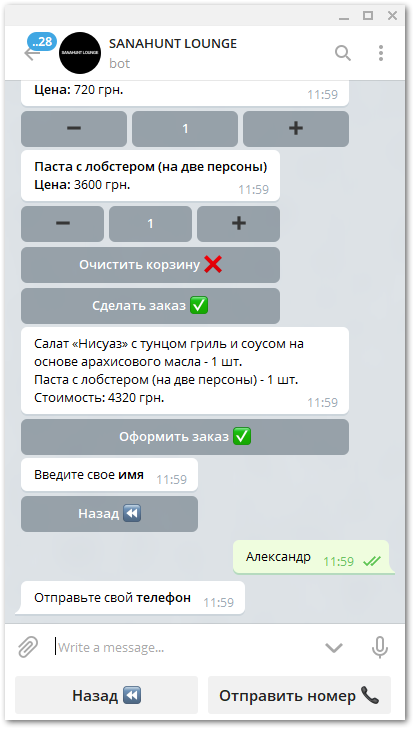 ..28
SANAHUNT LOUNGE
SANAHUNT LOUNGE
bot
Цена: 720 грн.
11:59
1
Паста с лобстером (на две персоны)
Цена: 3600 грн.
11:59
1
Очистить корзину
Сделать заказ
Салат «Нисуаз» с тунцом гриль и соусом на
основе арахисового масла - 1 шт.
Паста с лобстером (на две персоны) - 1 шт.
Стоимость: 4320 грн.
11:59
Оформить заказ
Введите свое имя 11:59
Назад
Александр 11:59
Отправьте свой телефон 11:59
Write a message...
Назад
Отправить номер